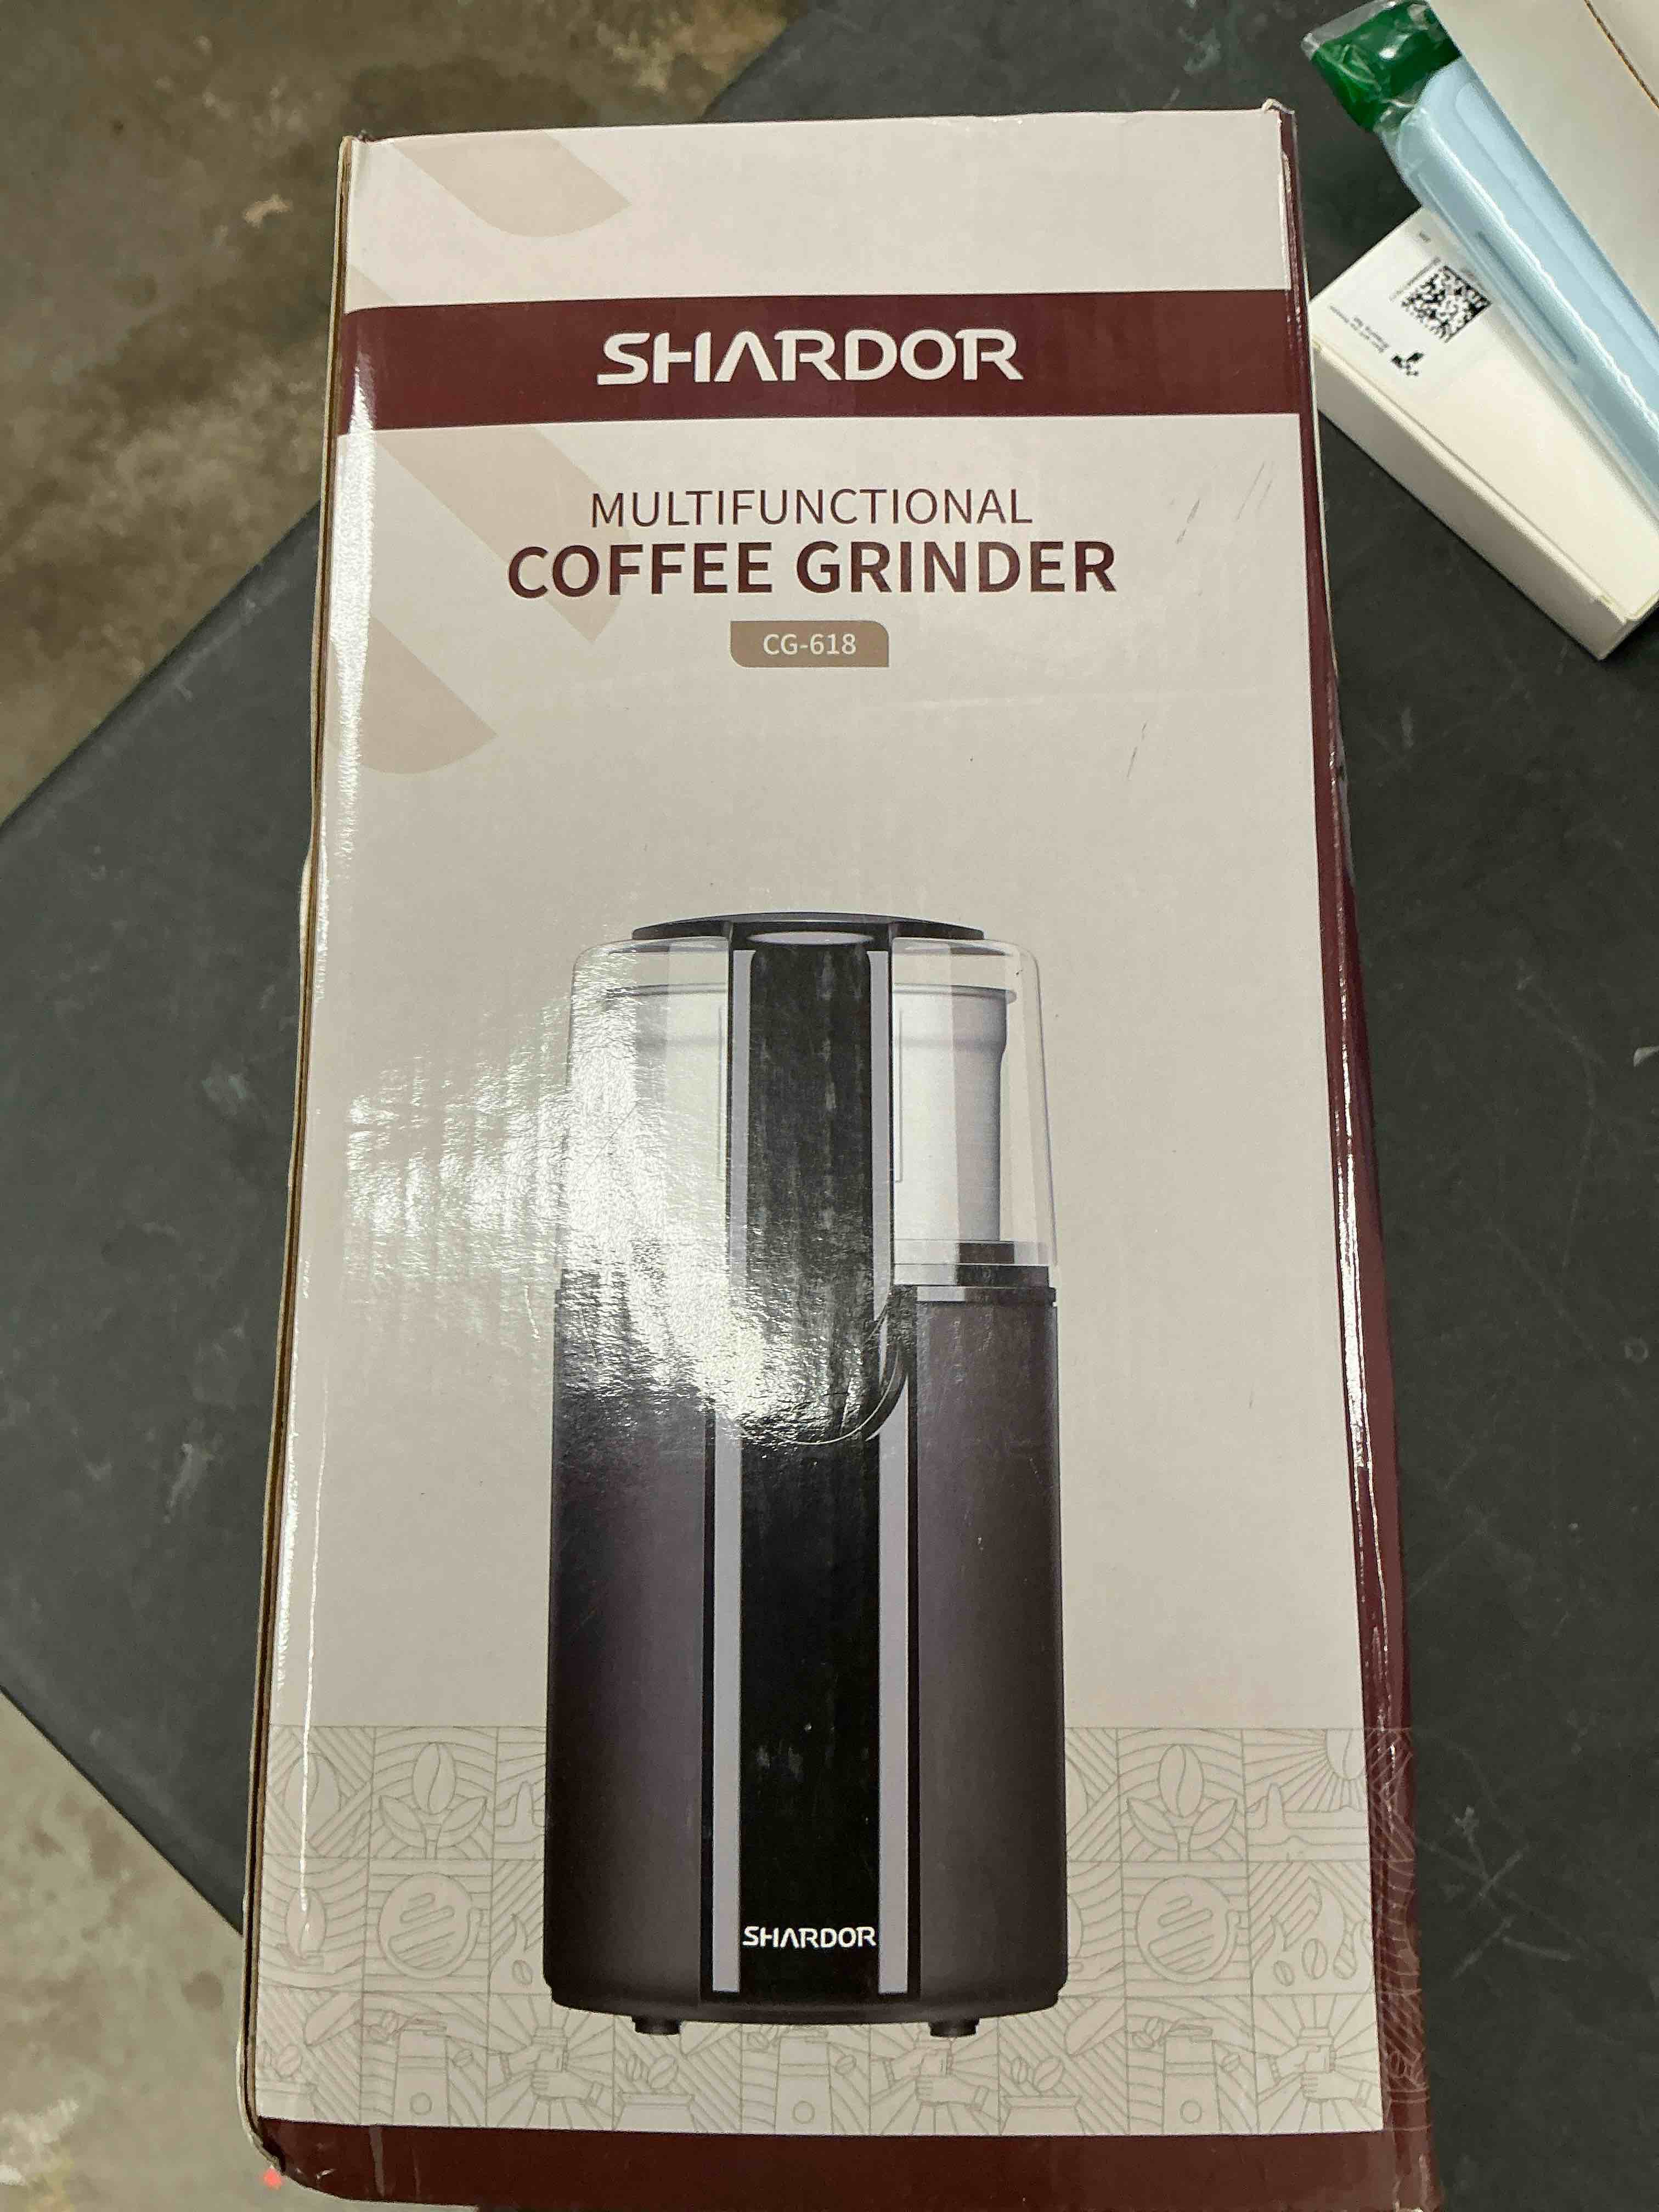 SHARDOR
MULTIFUNCTIONAL
COFFEE GRINDER
CG-618
SHARDOR